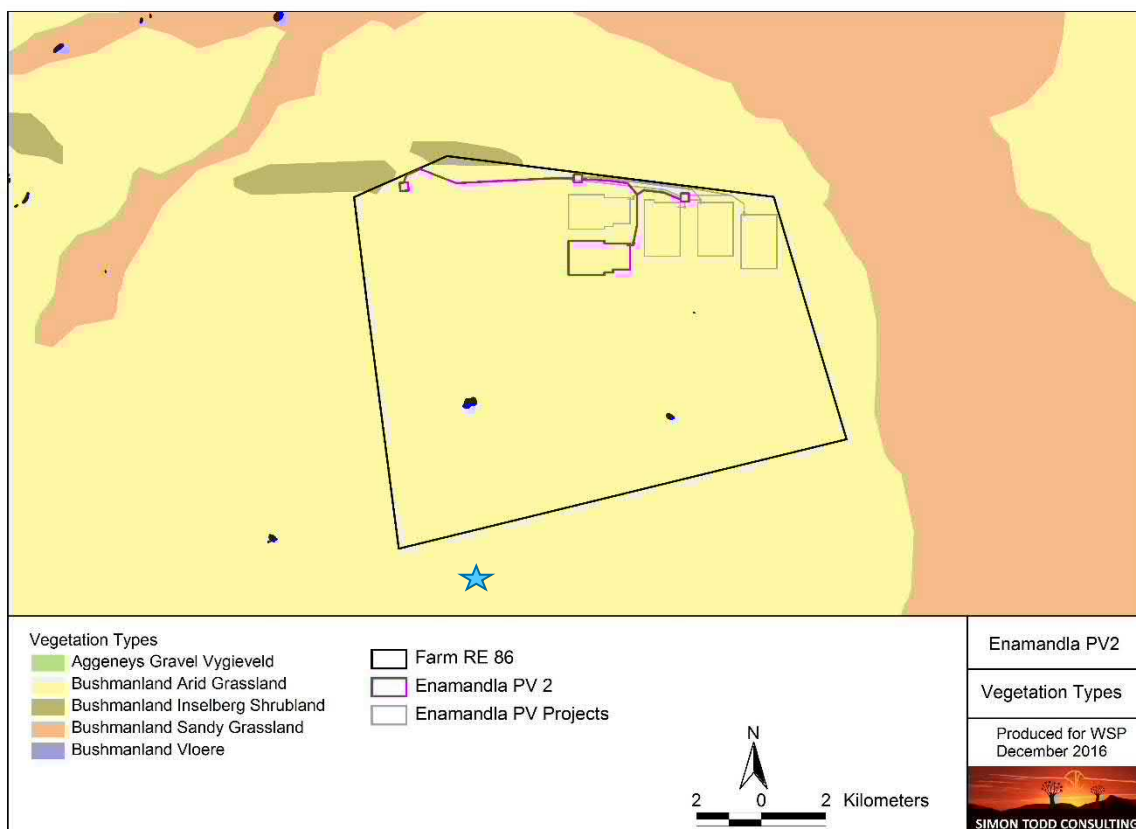 Vegetation Types
Aggeneys Gravel Vygieveld
Bushmanland Arid Grassland
Bushmanland Inselberg Shrubland
Bushmanland Sandy Grassland
Bushmanland Vloere
Farm RE 86
Enamandla PV 2
Enamandla PV Projects
N
2 0 2 Kilometers
Enamandla PV2
Vegetation Types
Produced for WSP
December 2016
SIMON TODD CONSULTING